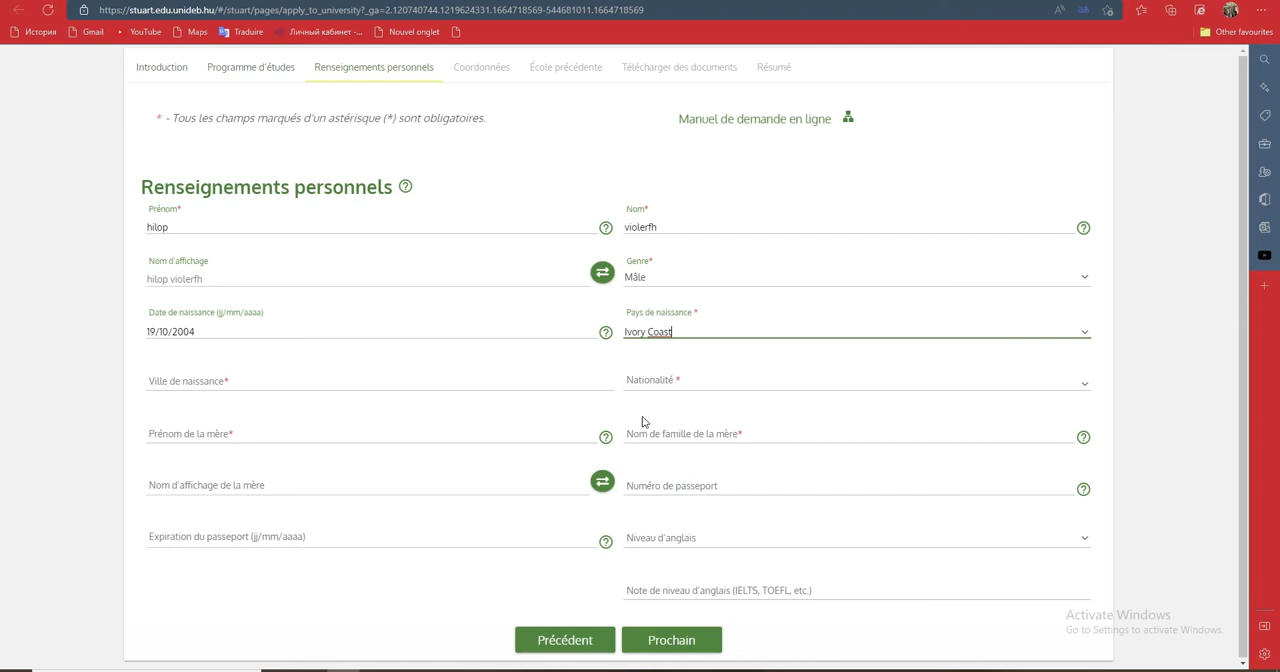 https://stuart.edu.unideb.hu/#/stuart/pages/apply_to_university?_ga=2.120740744.1219624331.1664718569-544681011.1664718569
История Gmail YouTube Maps Traduire Личный кабинет -... Nouvel onglet Other favourites
Introduction Programme d'études Renseignements personnels Coordonnées École précédente Télécharger des documents Résumé
* - Tous les champs marqués d'un astérisque (*) sont obligatoires. Manuel de demande en ligne
Renseignements personnels
Prénom* Nom*
hilop violerfh
Nom d'affichage Genre*
hilop violerfh Mâle
Date de naissance (jj/mm/aaaa) Pays de naissance *
19/10/2004 Ivory Coast
Ville de naissance* Nationalité *
Prénom de la mère* Nom de famille de la mère*
Nom d'affichage de la mère Numéro de passeport
Expiration du passeport (jj/mm/aaaa) Niveau d'anglais
Note de niveau d'anglais (IELTS, TOEFL, etc.)
Activate Windows
Go to Settings to activate Windows.
Précédent Prochain